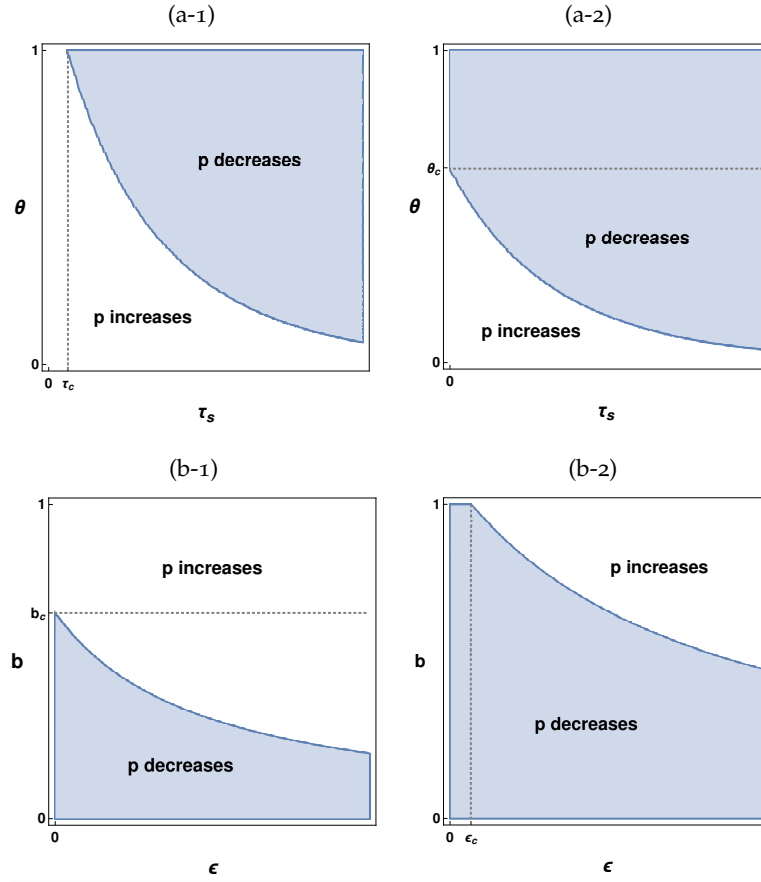 (a-1)
1
p decreases
θ
p increases
0
0
τc
τs
(a-2)
1
θc
θ
p decreases
p increases
0
0
τs
(b-1)
1
p increases
bc
b
p decreases
0
0
ϵ
(b-2)
1
p increases
b
p decreases
0
0
ϵc
ϵ